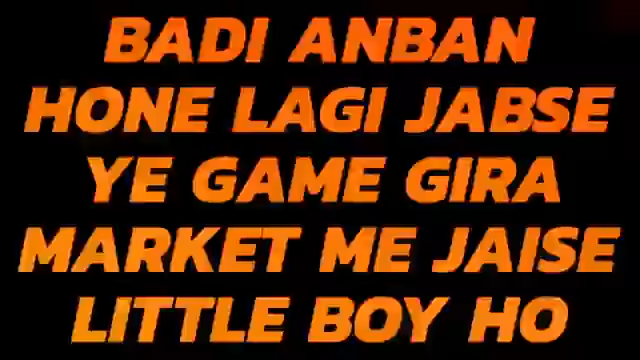 BADI ANBAN
HONE LAGI JABSE
YE GAME GIRA
MARKET ME JAISE
LITTLE BOY HO